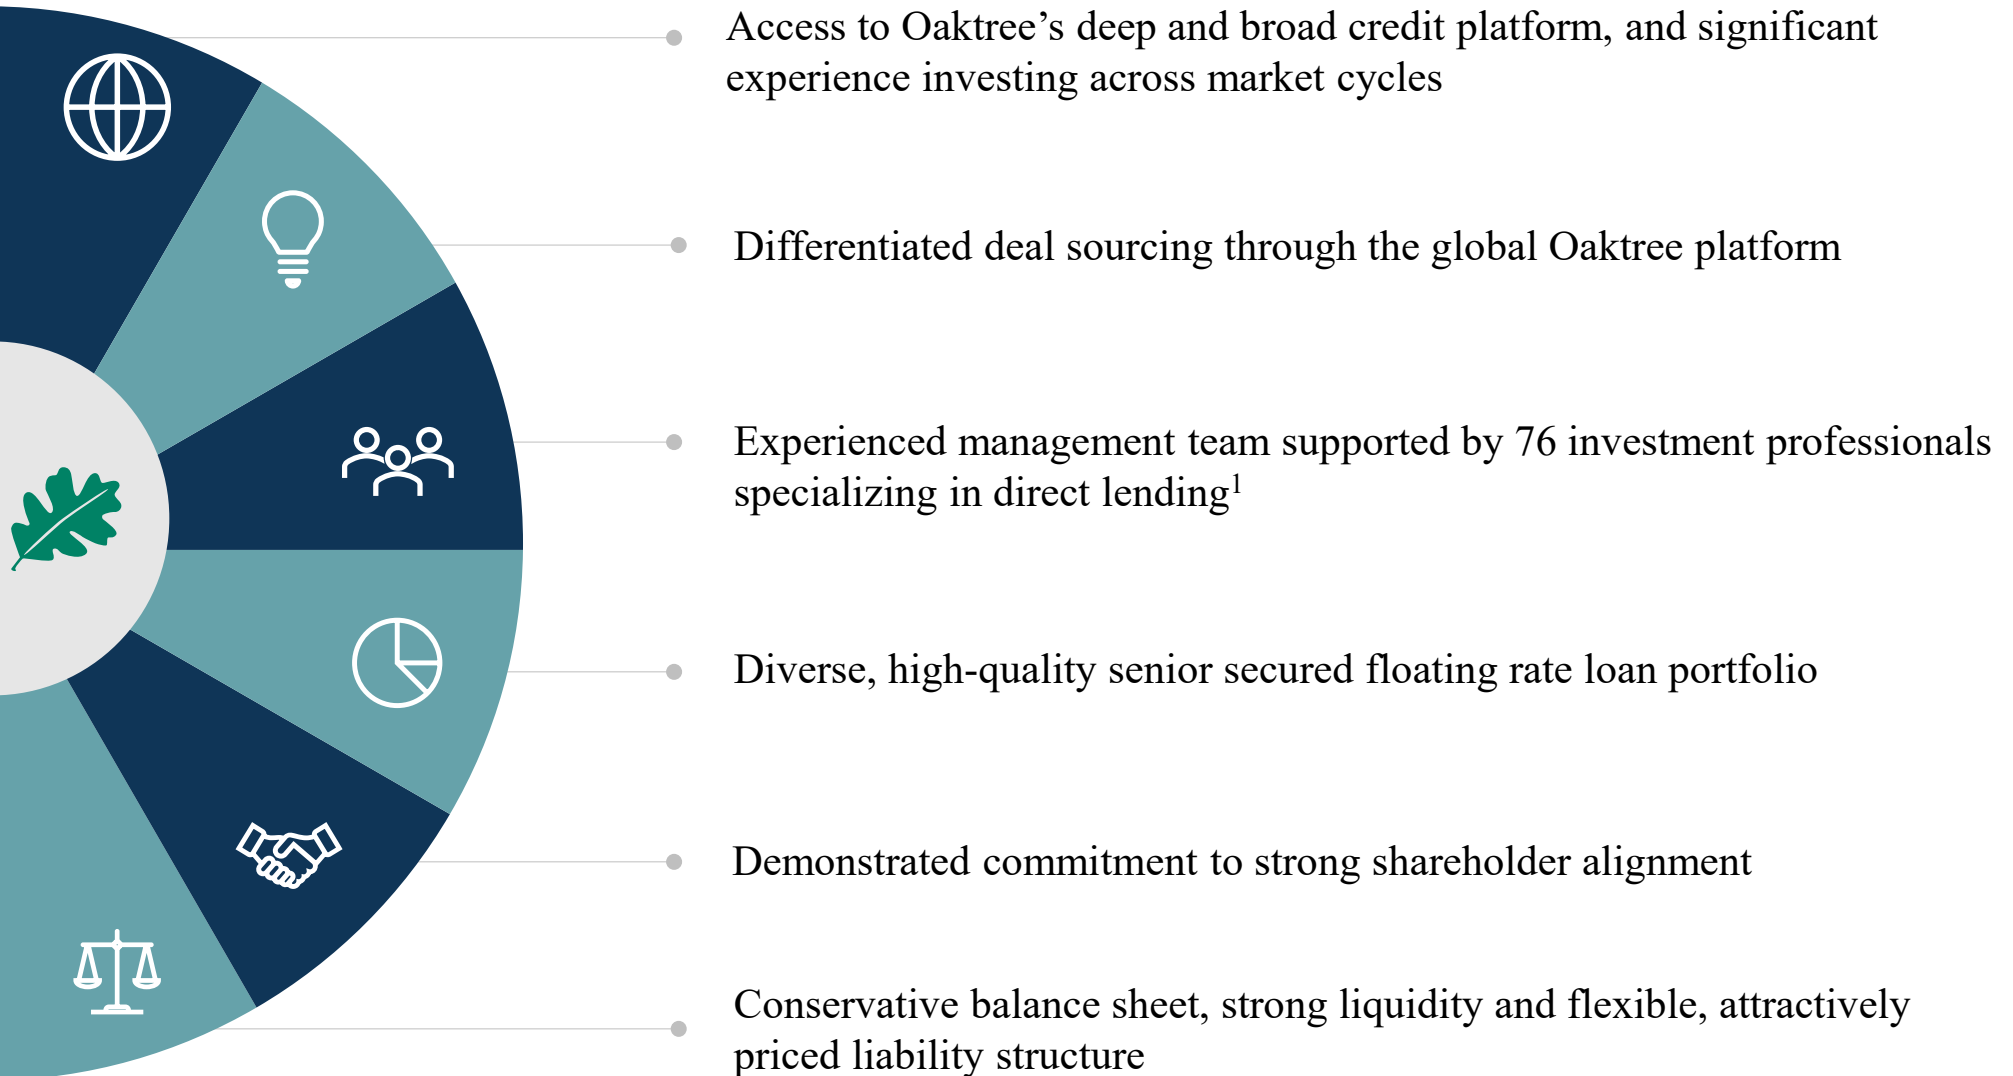 Access to Oaktree’s deep and broad credit platform, and significant
experience investing across market cycles
Differentiated deal sourcing through the global Oaktree platform
Experienced management team supported by 76 investment professionals
specializing in direct lending¹
Diverse, high-quality senior secured floating rate loan portfolio
Demonstrated commitment to strong shareholder alignment
Conservative balance sheet, strong liquidity and flexible, attractively
priced liability structure